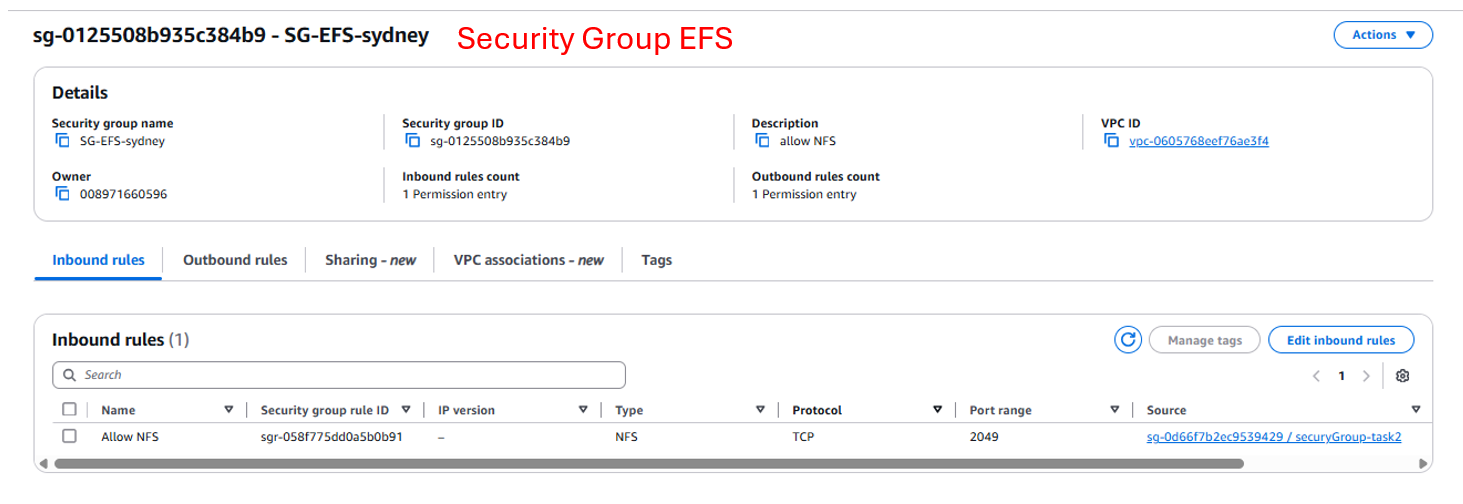 sg-0125508b935c384b9 - SG-EFS-sydney Security Group EFS Actions
Details
Security group name Security group ID Description VPC ID
SG-EFS-sydney sg-0125508b935c384b9 allow NFS vpc-0605768eef76ae3f4
Owner Inbound rules count Outbound rules count
008971660596 1 Permission entry 1 Permission entry
Inbound rules Outbound rules Sharing - new VPC associations - new Tags
Inbound rules (1) Manage tags Edit inbound rules
Search 1
Name Security group rule ID IP version Type Protocol Port range Source
Allow NFS sgr-058f775dd0a5b0b91 – NFS TCP 2049 sg-0d66f7b2ec9539429 / securyGroup-task2